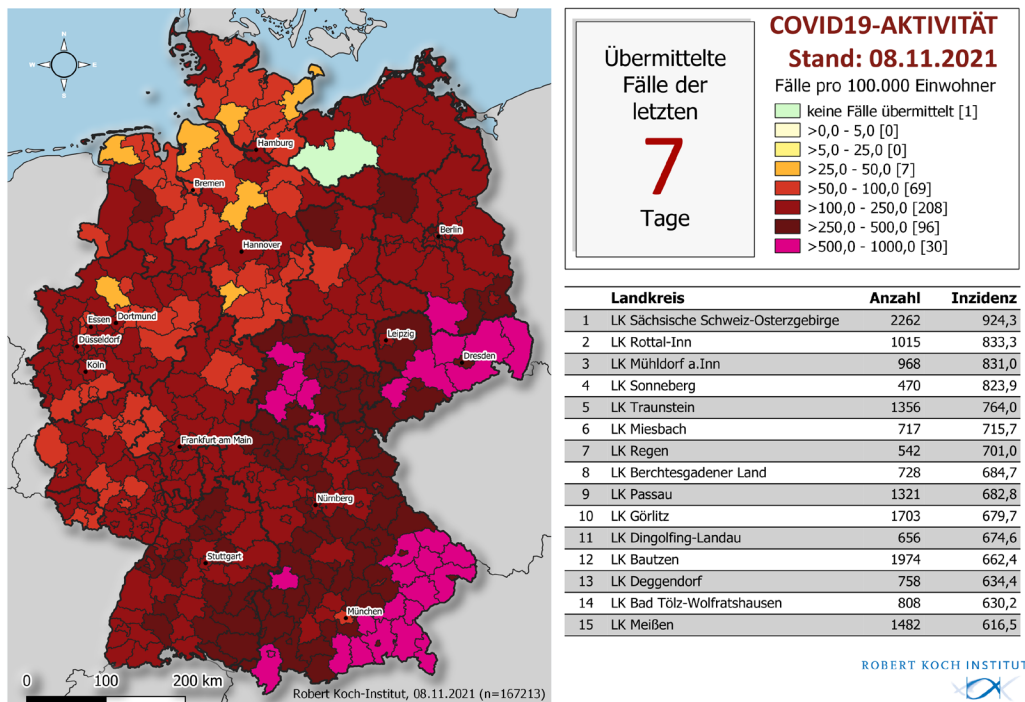 N
W
E
S
Hamburg
Bremen
Berlin
Hannover
Essen
Dortmund
Düsseldorf
Köln
Leipzig
Dresden
Frankfurt am Main
Nürnberg
Stuttgart
München
0 100 200 km
Robert Koch-Institut, 08.11.2021 (n=167213)
Übermittelte
Fälle der
letzten
7
Tage
COVID19-AKTIVITÄT
Stand: 08.11.2021
Fälle pro 100.000 Einwohner
keine Fälle übermittelt [1]
>0,0 - 5,0 [0]
>5,0 - 25,0 [0]
>25,0 - 50,0 [7]
>50,0 - 100,0 [69]
>100,0 - 250,0 [208]
>250,0 - 500,0 [96]
>500,0 - 1000,0 [30]
Landkreis Anzahl Inzidenz
1 LK Sächsische Schweiz-Osterzgebirge 2262 924,3
2 LK Rottal-Inn 1015 833,3
3 LK Mühldorf a.Inn 968 831,0
4 LK Sonneberg 470 823,9
5 LK Traunstein 1356 764,0
6 LK Miesbach 717 715,7
7 LK Regen 542 701,0
8 LK Berchtesgadener Land 728 684,7
9 LK Passau 1321 682,8
10 LK Görlitz 1703 679,7
11 LK Dingolfing-Landau 656 674,6
12 LK Bautzen 1974 662,4
13 LK Deggendorf 758 634,4
14 LK Bad Tölz-Wolfratshausen 808 630,2
15 LK Meißen 1482 616,5
ROBERT KOCH INSTITUT